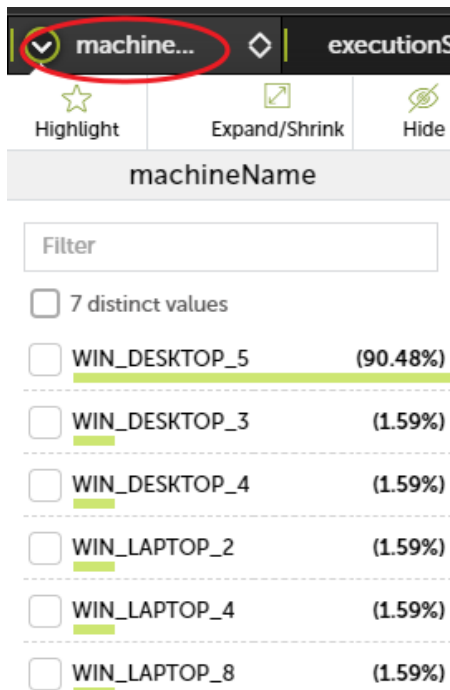 machine... executionS
Highlight Expand/Shrink Hide
machineName
Filter
7 distinct values
WIN_DESKTOP_5 (90.48%)
WIN_DESKTOP_3 (1.59%)
WIN_DESKTOP_4 (1.59%)
WIN_LAPTOP_2 (1.59%)
WIN_LAPTOP_4 (1.59%)
WIN_LAPTOP_8 (1.59%)